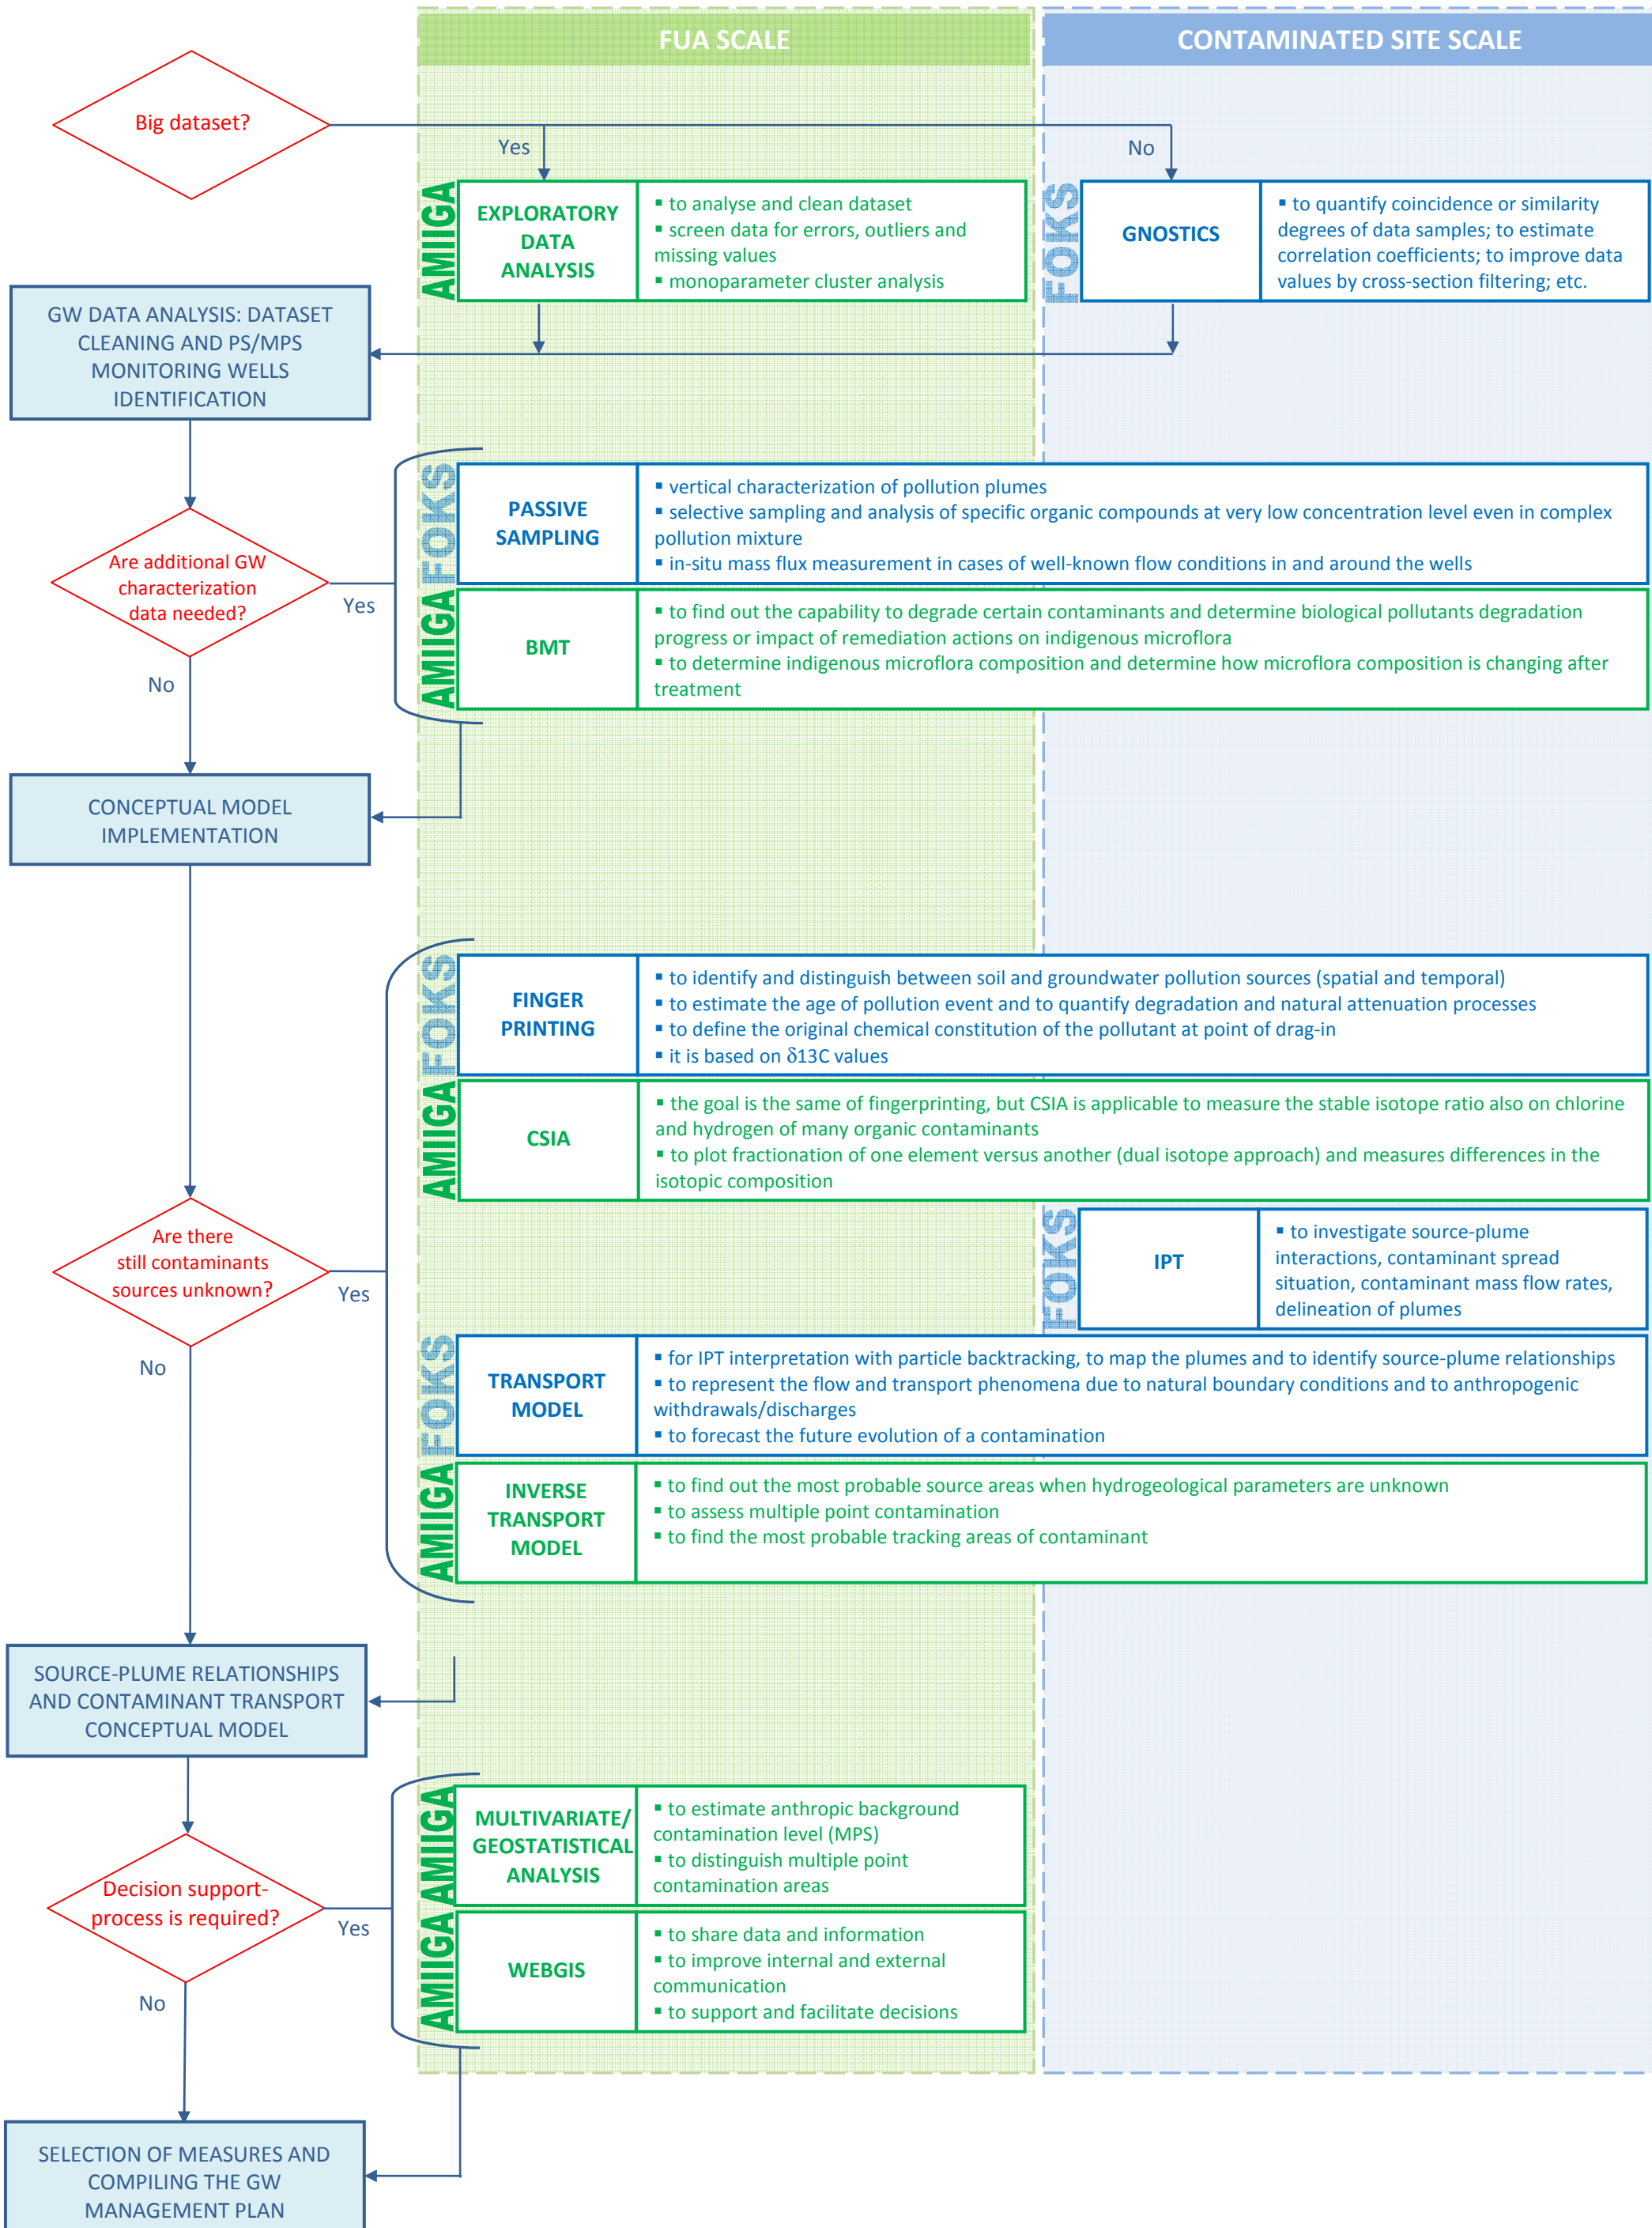 FUA SCALE
CONTAMINATED SITE SCALE
Big dataset?
Yes
No
AMIIGA
EXPLORATORY
DATA
ANALYSIS
▪ to analyse and clean dataset
▪ screen data for errors, outliers and
missing values
▪ monoparameter cluster analysis
FOKS
GNOSTICS
▪ to quantify coincidence or similarity
degrees of data samples; to estimate
correlation coefficients; to improve data
values by cross-section filtering; etc.
GW DATA ANALYSIS: DATASET
CLEANING AND PS/MPS
MONITORING WELLS
IDENTIFICATION
Are additional GW
characterization
data needed?
Yes
No
FOKS
PASSIVE
SAMPLING
▪ vertical characterization of pollution plumes
▪ selective sampling and analysis of specific organic compounds at very low concentration level even in complex
pollution mixture
▪ in-situ mass flux measurement in cases of well-known flow conditions in and around the wells
AMIIGA
BMT
▪ to find out the capability to degrade certain contaminants and determine biological pollutants degradation
progress or impact of remediation actions on indigenous microflora
▪ to determine indigenous microflora composition and determine how microflora composition is changing after
treatment
CONCEPTUAL MODEL
IMPLEMENTATION
FOKS
FINGER
PRINTING
▪ to identify and distinguish between soil and groundwater pollution sources (spatial and temporal)
▪ to estimate the age of pollution event and to quantify degradation and natural attenuation processes
▪ to define the original chemical constitution of the pollutant at point of drag-in
▪ it is based on δ13C values
AMIIGA
CSIA
▪ the goal is the same of fingerprinting, but CSIA is applicable to measure the stable isotope ratio also on chlorine
and hydrogen of many organic contaminants
▪ to plot fractionation of one element versus another (dual isotope approach) and measures differences in the
isotopic composition
Are there
still contaminants
sources unknown?
Yes
No
FOKS
IPT
▪ to investigate source-plume
interactions, contaminant spread
situation, contaminant mass flow rates,
delineation of plumes
FOKS
TRANSPORT
MODEL
▪ for IPT interpretation with particle backtracking, to map the plumes and to identify source-plume relationships
▪ to represent the flow and transport phenomena due to natural boundary conditions and to anthropogenic
withdrawals/discharges
▪ to forecast the future evolution of a contamination
AMIIGA
INVERSE
TRANSPORT
MODEL
▪ to find out the most probable source areas when hydrogeological parameters are unknown
▪ to assess multiple point contamination
▪ to find the most probable tracking areas of contaminant
SOURCE-PLUME RELATIONSHIPS
AND CONTAMINANT TRANSPORT
CONCEPTUAL MODEL
Decision support-
process is required?
Yes
No
AMIIGA
MULTIVARIATE/
GEOSTATISTICAL
ANALYSIS
▪ to estimate anthropic background
contamination level (MPS)
▪ to distinguish multiple point
contamination areas
AMIIGA
WEBGIS
▪ to share data and information
▪ to improve internal and external
communication
▪ to support and facilitate decisions
SELECTION OF MEASURES AND
COMPILING THE GW
MANAGEMENT PLAN